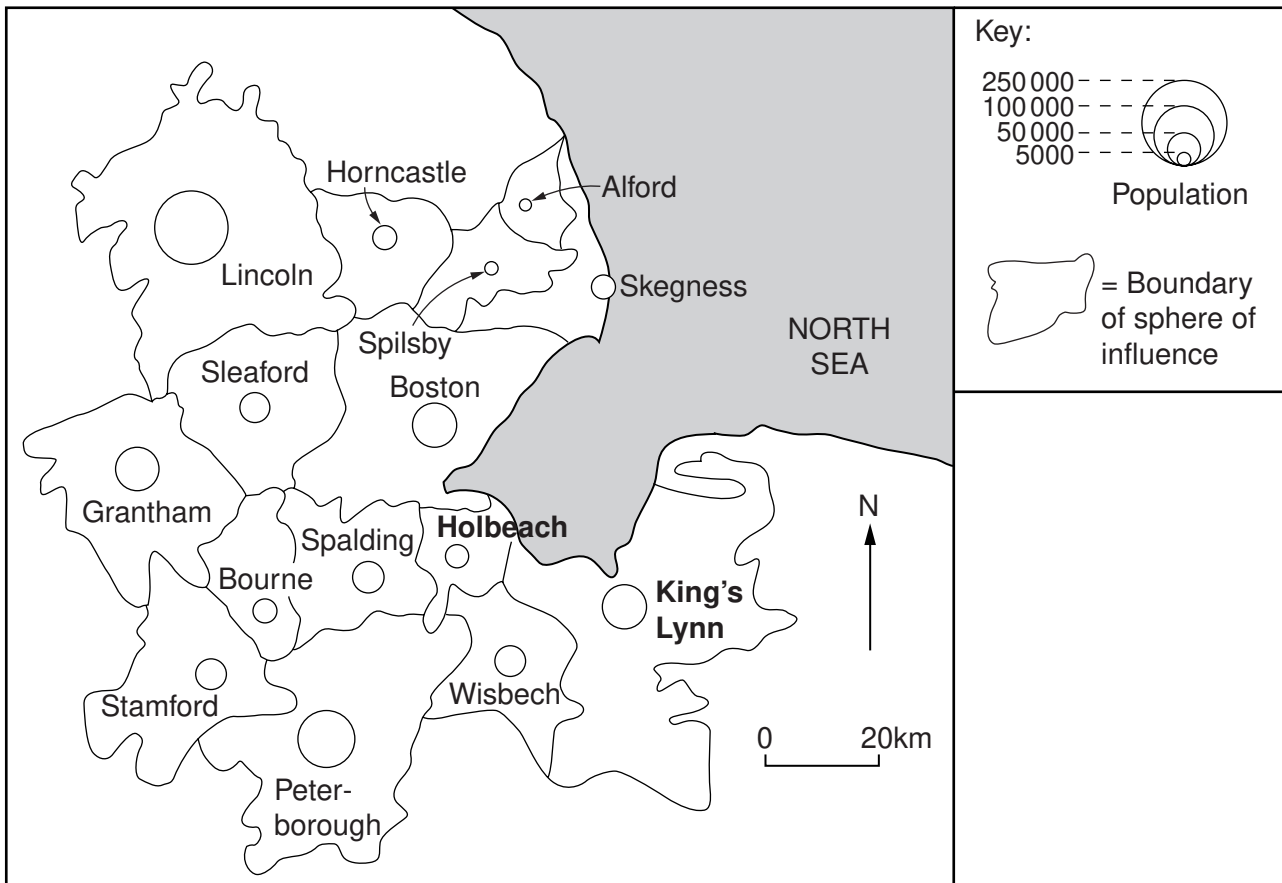 Horncastle
Alford
Lincoln
Skegness
Spilsby
NORTH
SEA
Sleaford
Boston
Grantham
Holbeach
Spalding
Bourne
King's
Lynn
N
Stamford
Wisbech
Peter-
borough
0 20km
Key:
250 000
100 000
50 000
5000
Population
= Boundary
of sphere of
influence